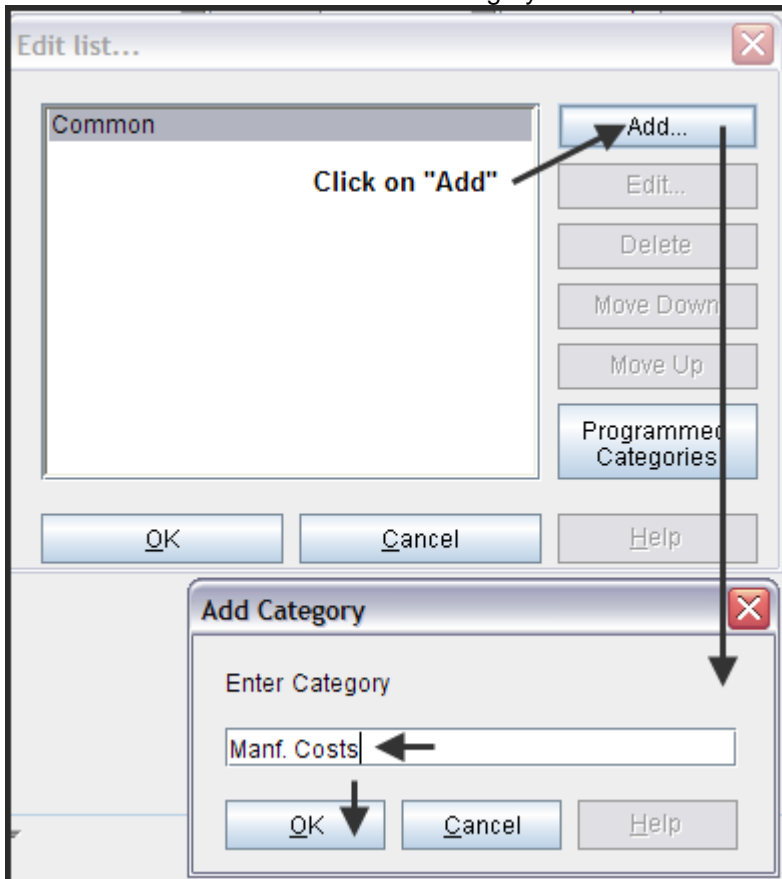 Edit list...
Common
Add...
Click on "Add"
Edit...
Delete
Move Down
Move Up
Programmed
Categories
OK
Cancel
Help
Add Category
Enter Category
Manf. Costs
OK
Cancel
Help